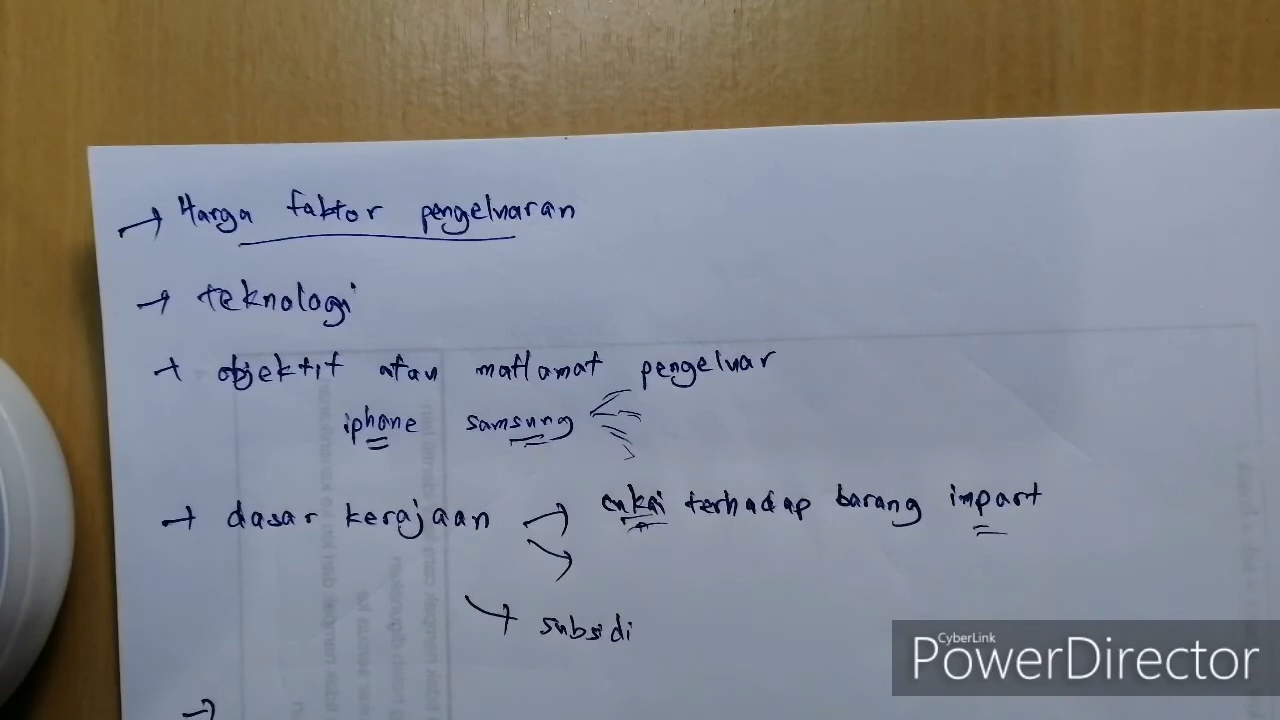 → Harga faktor pengeluaran
→ teknologi
→ objektif atau matlamat pengeluar
iphone samsung
→ dasar kerajaan → cukai terhadap barang import
→ subsidi
→
CyberLink
PowerDirector